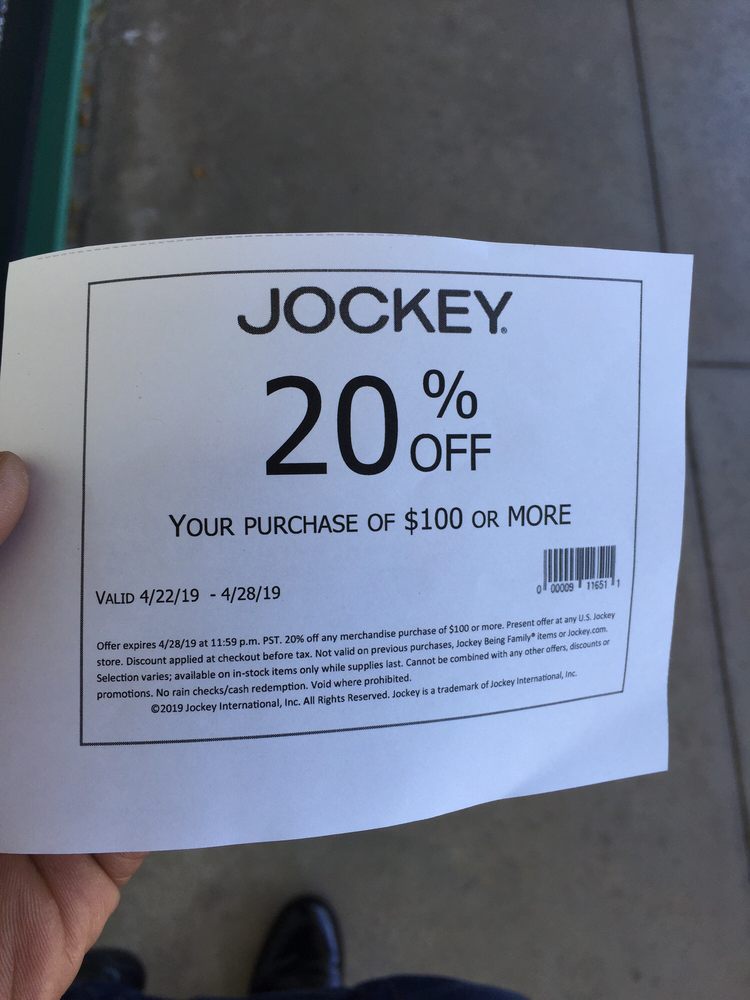 JOCKEY®
20% OFF
YOUR PURCHASE OF $100 OR MORE
0 00009 11651 1
VALID 4/22/19 - 4/28/19
Offer expires 4/28/19 at 11:59 p.m. PST. 20% off any merchandise purchase of $100 or more. Present offer at any U.S. Jockey
store. Discount applied at checkout before tax. Not valid on previous purchases, Jockey Being Family® items or Jockey.com.
Selection varies; available on in-stock items only while supplies last. Cannot be combined with any other offers, discounts or
promotions. No rain checks/cash redemption. Void where prohibited.
©2019 Jockey International, Inc. All Rights Reserved. Jockey is a trademark of Jockey International, Inc.